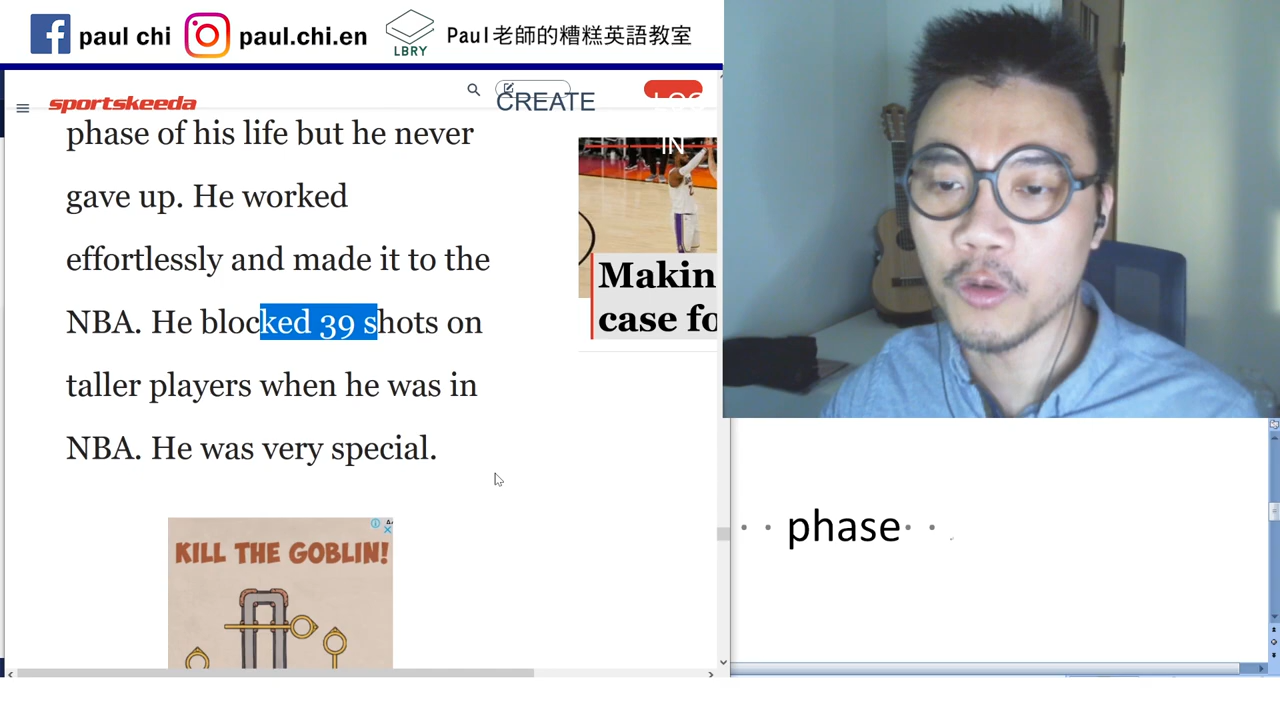 paul chi
paul.chi.en
LBRY
Paul老師的糟糕英語教室
sportskeeda
CREATE
LOG
IN
phase of his life but he never
gave up. He worked
effortlessly and made it to the
NBA. He blocked 39 shots on
taller players when he was in
NBA. He was very special.
Makin
case fo
KILL THE GOBLIN!
phase